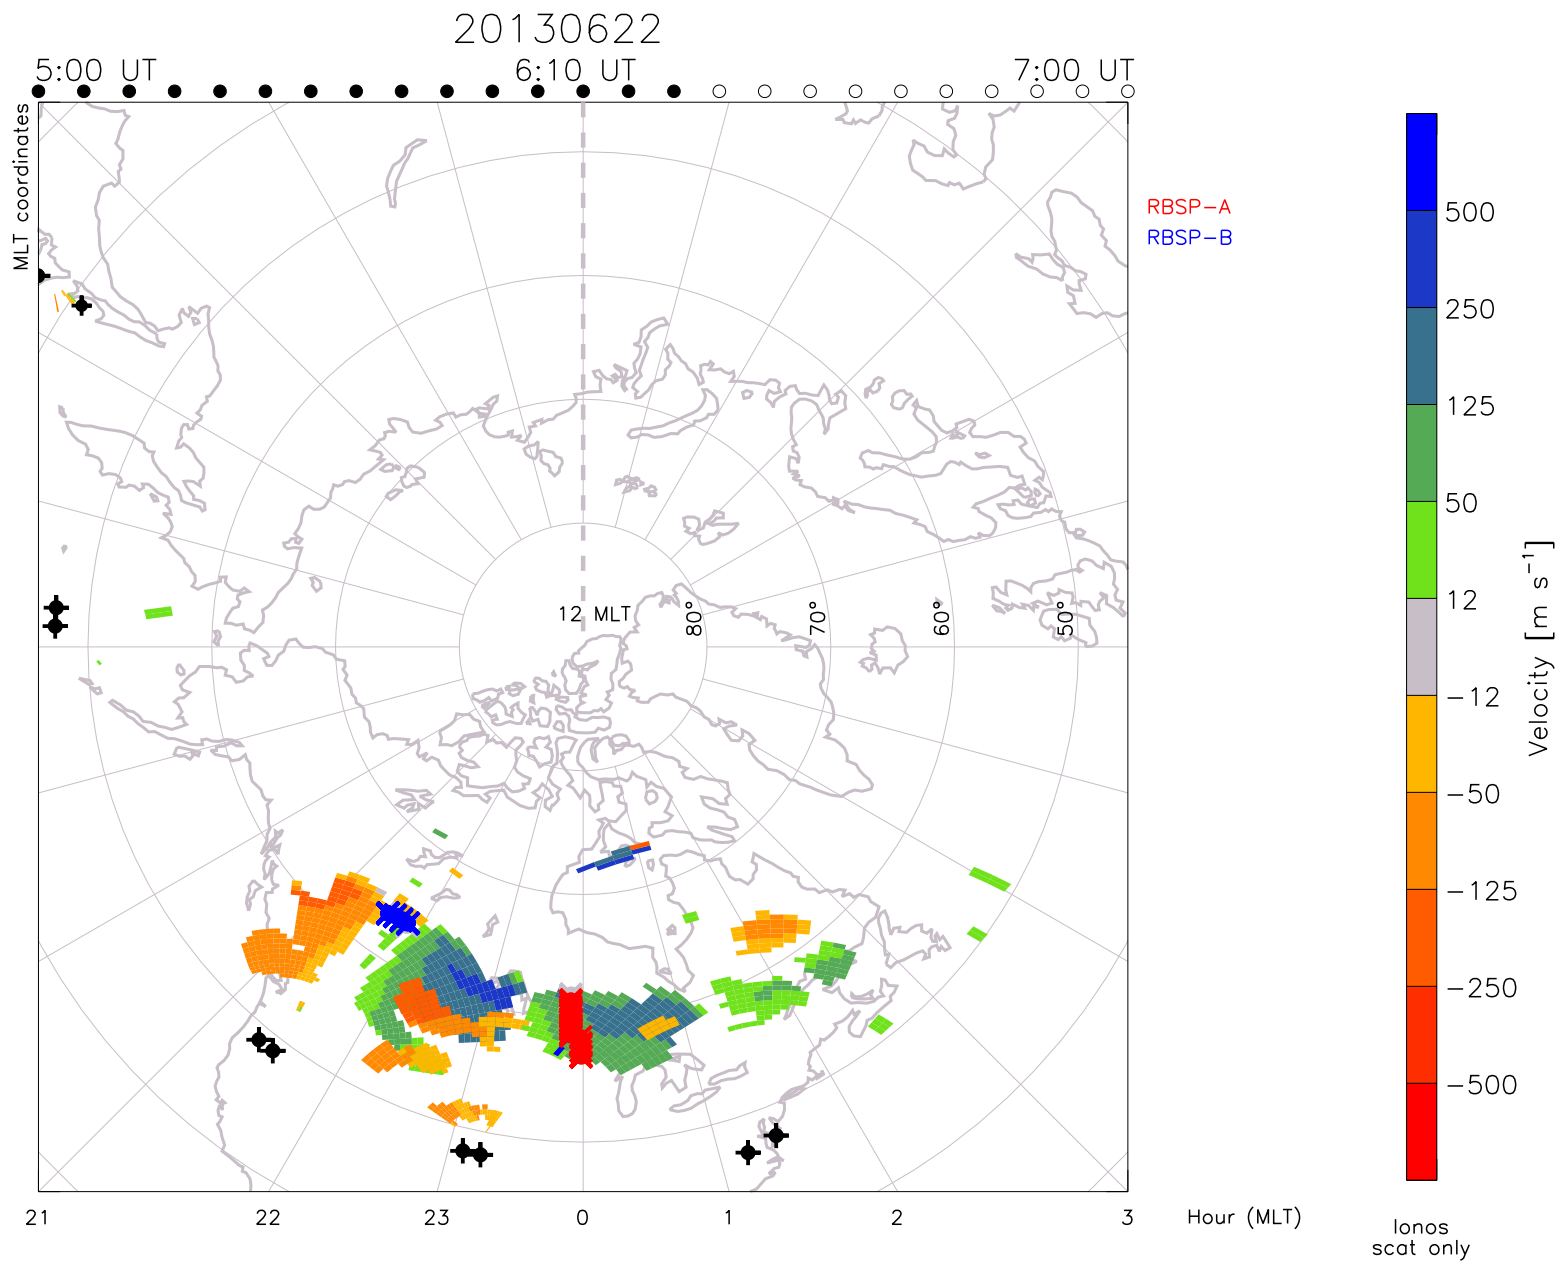 20130622
5:00 UT
6:10 UT
7:00 UT
MLT coordinates
RBSP-A
RBSP-B
500
250
125
50
12
-12
-50
-125
-250
-500
Velocity [m s⁻¹]
12 MLT
80°
70°
60°
50°
21
22
23
0
1
2
3
Hour (MLT)
Ionos
scat only